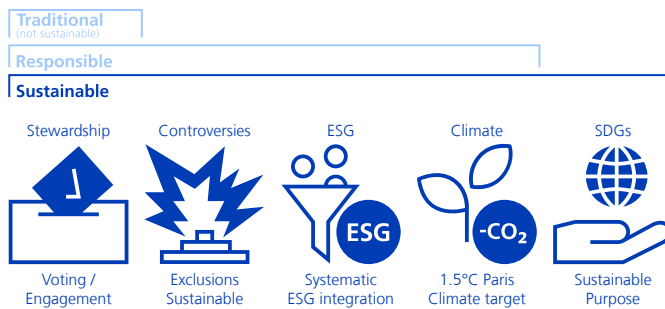 Traditional
(not sustainable)
Responsible
Sustainable
Stewardship
Controversies
ESG
Climate
SDGs
ESG
-CO₂
Voting /
Engagement
Exclusions
Sustainable
Systematic
ESG integration
1.5°C Paris
Climate target
Sustainable
Purpose